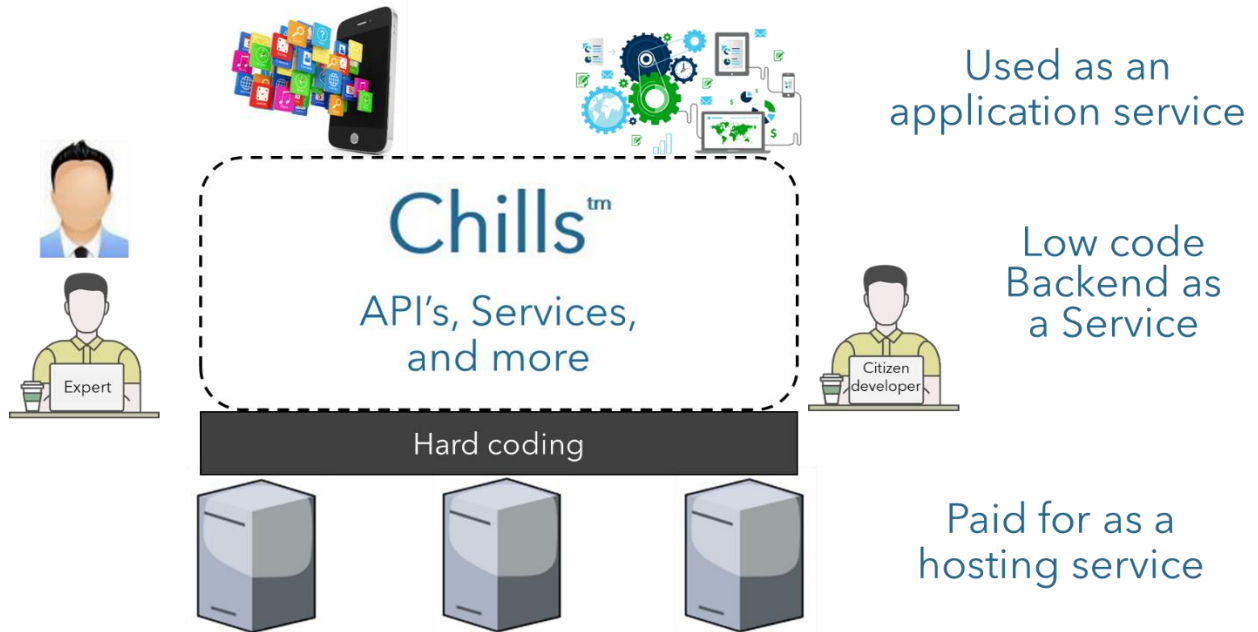 Used as an
application service
Chills™
API's, Services,
and more
Low code
Backend as
a Service
Expert
Citizen
developer
Hard coding
Paid for as a
hosting service